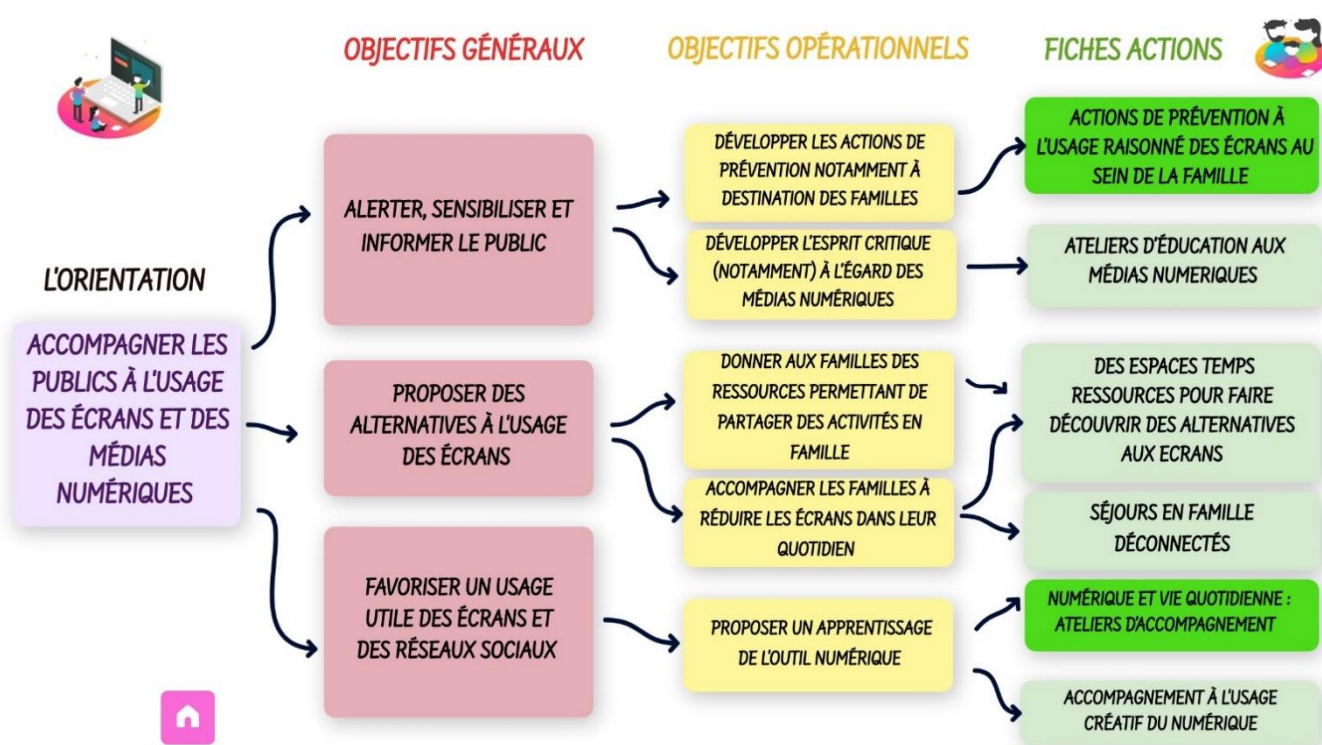 OBJECTIFS GÉNÉRAUX
OBJECTIFS OPÉRATIONNELS
FICHES ACTIONS
L'ORIENTATION
ACCOMPAGNER LES
PUBLICS À L'USAGE
DES ÉCRANS ET DES
MÉDIAS
NUMÉRIQUES
ALERTER, SENSIBILISER ET
INFORMER LE PUBLIC
DÉVELOPPER LES ACTIONS DE
PRÉVENTION NOTAMMENT À
DESTINATION DES FAMILLES
ACTIONS DE PRÉVENTION À
L'USAGE RAISONNÉ DES ÉCRANS AU
SEIN DE LA FAMILLE
DÉVELOPPER L'ESPRIT CRITIQUE
(NOTAMMENT) À L'ÉGARD DES
MÉDIAS NUMÉRIQUES
ATELIERS D'ÉDUCATION AUX
MÉDIAS NUMERIQUES
PROPOSER DES
ALTERNATIVES À L'USAGE
DES ÉCRANS
DONNER AUX FAMILLES DES
RESSOURCES PERMETTANT DE
PARTAGER DES ACTIVITÉS EN
FAMILLE
DES ESPACES TEMPS
RESSOURCES POUR FAIRE
DÉCOUVRIR DES ALTERNATIVES
AUX ECRANS
ACCOMPAGNER LES FAMILLES À
RÉDUIRE LES ÉCRANS DANS LEUR
QUOTIDIEN
SÉJOURS EN FAMILLE
DÉCONNECTÉS
FAVORISER UN USAGE
UTILE DES ÉCRANS ET
DES RÉSEAUX SOCIAUX
PROPOSER UN APPRENTISSAGE
DE L'OUTIL NUMÉRIQUE
NUMÉRIQUE ET VIE QUOTIDIENNE :
ATELIERS D'ACCOMPAGNEMENT
ACCOMPAGNEMENT À L'USAGE
CRÉATIF DU NUMÉRIQUE